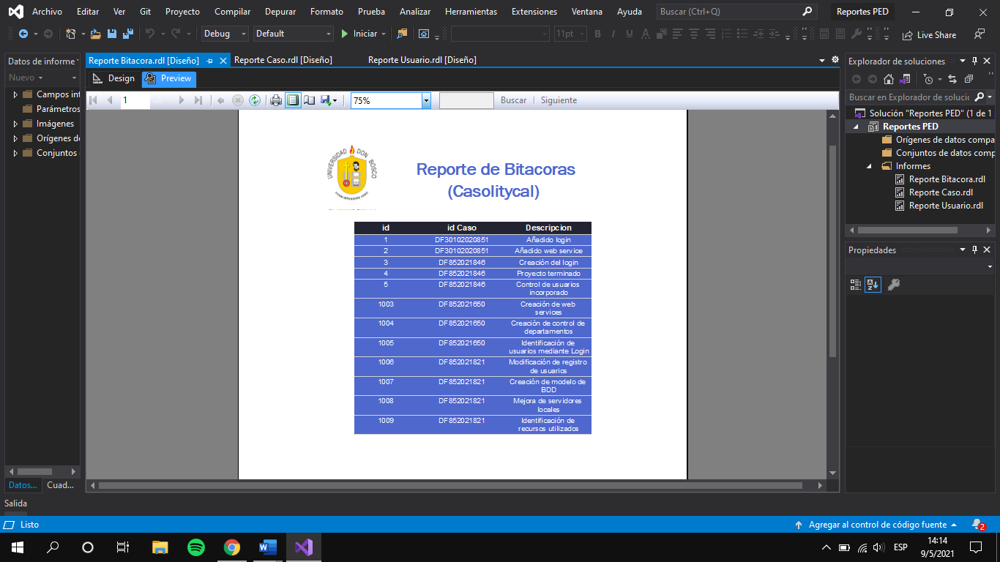 Archivo Editar Ver Git Proyecto Compilar Depurar Formato Prueba Analizar Herramientas Extensiones Ventana Ayuda Buscar (Ctrl+Q) Reportes PED
Debug Default Iniciar 11pt Live Share
Datos de informe
Nuevo
Campos int
Parámetros
Imágenes
Orígenes de
Conjuntos
Datos... Cuad...
Reporte Bitacora.rdl [Diseño] Reporte Caso.rdl [Diseño] Reporte Usuario.rdl [Diseño]
Design Preview
1 75% Buscar | Siguiente
UNIVERSIDAD DON BOSCO
Reporte de Bitacoras
(Casolitycal)
id id Caso Descripcion
1 DF30102020851 Añadido login
2 DF30102020851 Añadido web service
3 DF852021846 Creación del login
4 DF852021846 Proyecto terminado
5 DF852021846 Control de usuarios
incorporado
1003 DF852021650 Creación de web
services
1004 DF852021650 Creación de control de
departamentos
1005 DF852021650 Identificación de
usuarios mediante Login
1006 DF852021821 Modificación de registro
de usuarios
1007 DF852021821 Creación de modelo de
BDD
1008 DF852021821 Mejora de servidores
locales
1009 DF852021821 Identificación de
recursos utilizados
Explorador de soluciones
Buscar en Explorador de solucio
Solución "Reportes PED" (1 de 1
Reportes PED
Orígenes de datos compa
Conjuntos de datos comp
Informes
Reporte Bitacora.rdl
Reporte Caso.rdl
Reporte Usuario.rdl
Propiedades
Salida
Listo Agregar al control de código fuente 2
ESP 14:14
9/5/2021